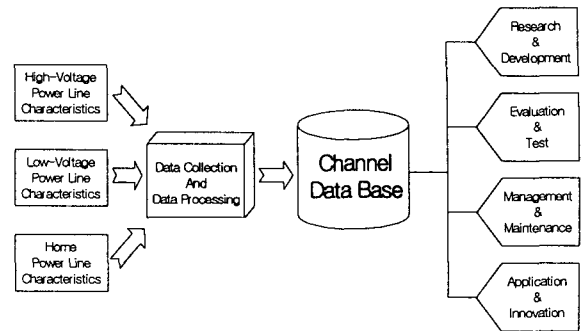 High-Voltage
Power Line
Characteristics
Low-Voltage
Power Line
Characteristics
Home
Power Line
Characteristics
Data Collection
And
Data Processing
Channel
Data Base
Research
&
Development
Evaluation
&
Test
Management
&
Maintenance
Application
&
Innovation